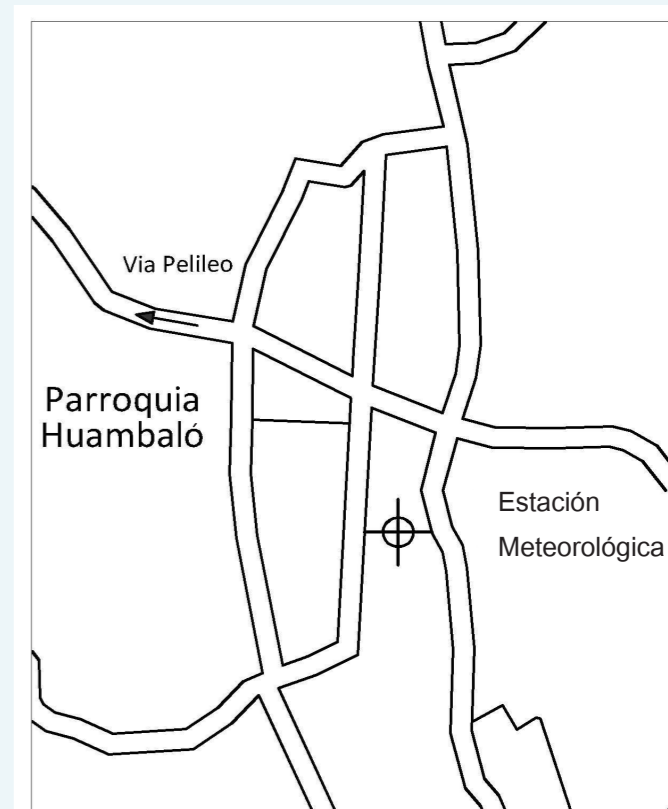 Via Pelileo
Parroquia
Huambaló
Estación
Meteorológica